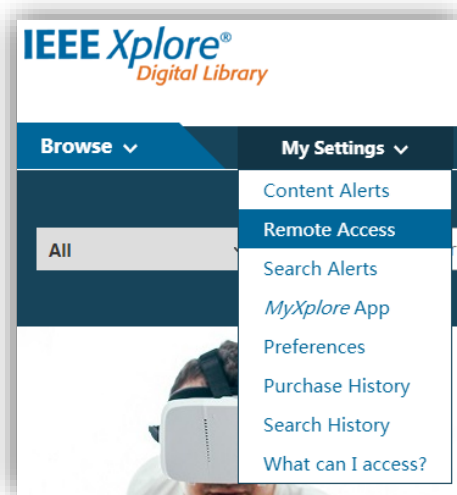 IEEE Xplore®
Digital Library
Browse
My Settings
Content Alerts
Remote Access
All
Search Alerts
MyXplore App
Preferences
Purchase History
Search History
What can I access?